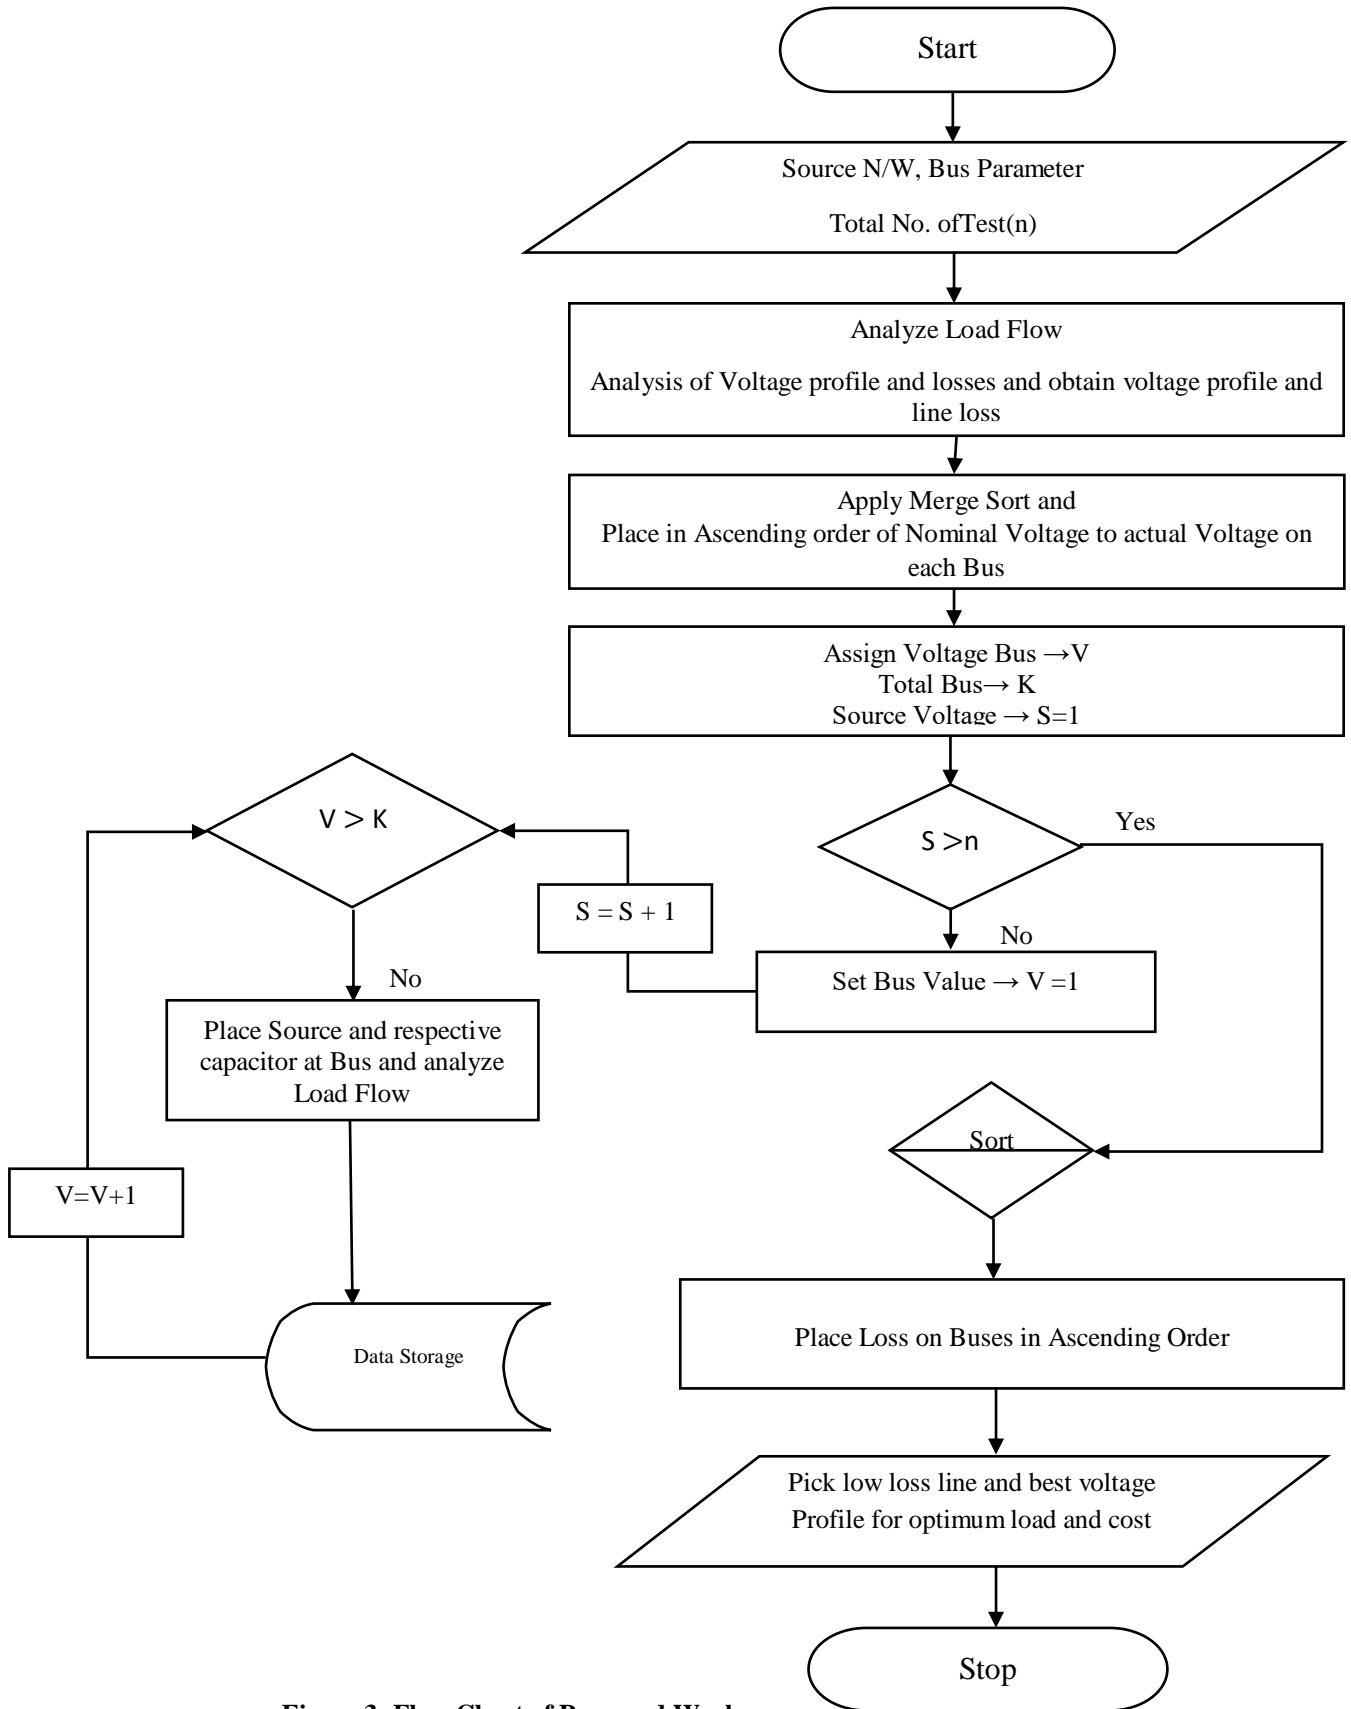 Start
Source N/W, Bus Parameter
Total No. ofTest(n)
Analyze Load Flow
Analysis of Voltage profile and losses and obtain voltage profile and
line loss
Apply Merge Sort and
Place in Ascending order of Nominal Voltage to actual Voltage on
each Bus
Assign Voltage Bus →V
Total Bus→ K
Source Voltage → S=1
V > K
S >n
Yes
S = S + 1
No
Set Bus Value → V =1
No
Place Source and respective
capacitor at Bus and analyze
Load Flow
Sort
V=V+1
Place Loss on Buses in Ascending Order
Data Storage
Pick low loss line and best voltage
Profile for optimum load and cost
Stop